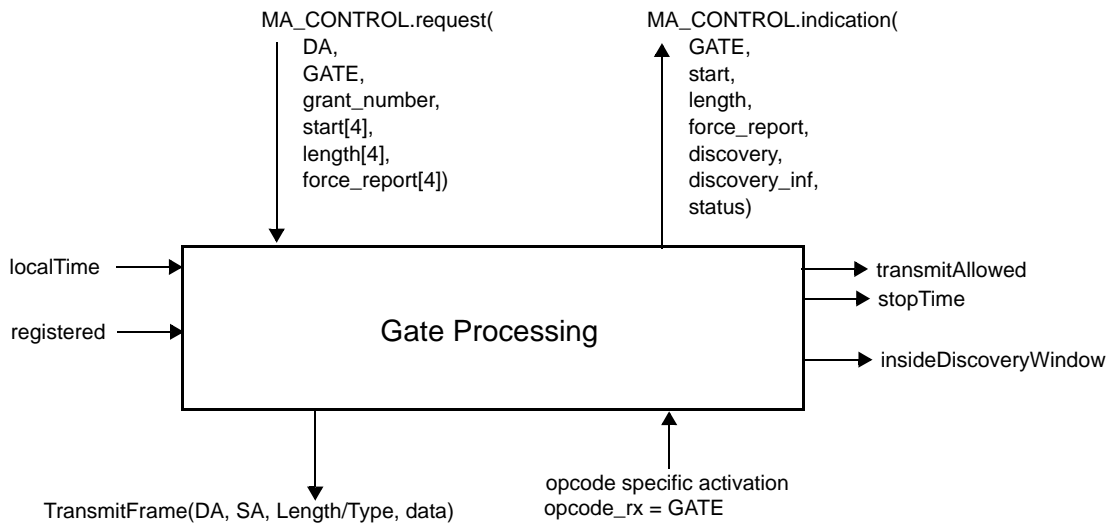 MA_CONTROL.request(
DA,
GATE,
grant_number,
start[4],
length[4],
force_report[4])
MA_CONTROL.indication(
GATE,
start,
length,
force_report,
discovery,
discovery_inf,
status)
localTime
registered
Gate Processing
transmitAllowed
stopTime
insideDiscoveryWindow
TransmitFrame(DA, SA, Length/Type, data)
opcode specific activation
opcode_rx = GATE